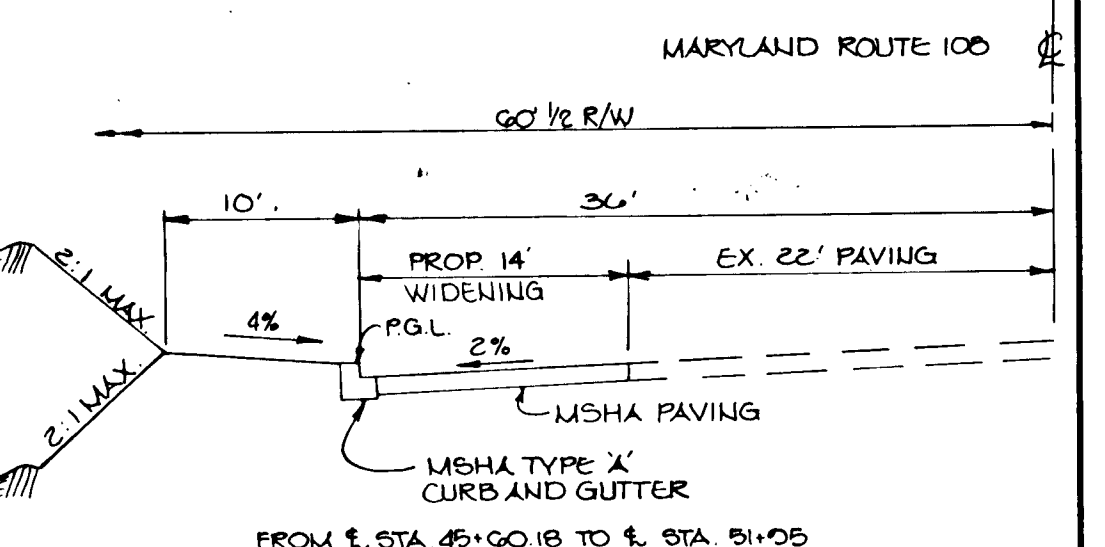 MARYLAND ROUTE 108 ℄
60' 1/2 R/W
10'.
36'
PROP. 14'
WIDENING
EX. 22' PAVING
2:1 MAX.
4%
P.G.L.
2%
2:1 MAX.
MSHA PAVING
MSHA TYPE 'A'
CURB AND GUTTER
FROM ℄ STA. 45+60.18 TO ℄ STA. 51+95